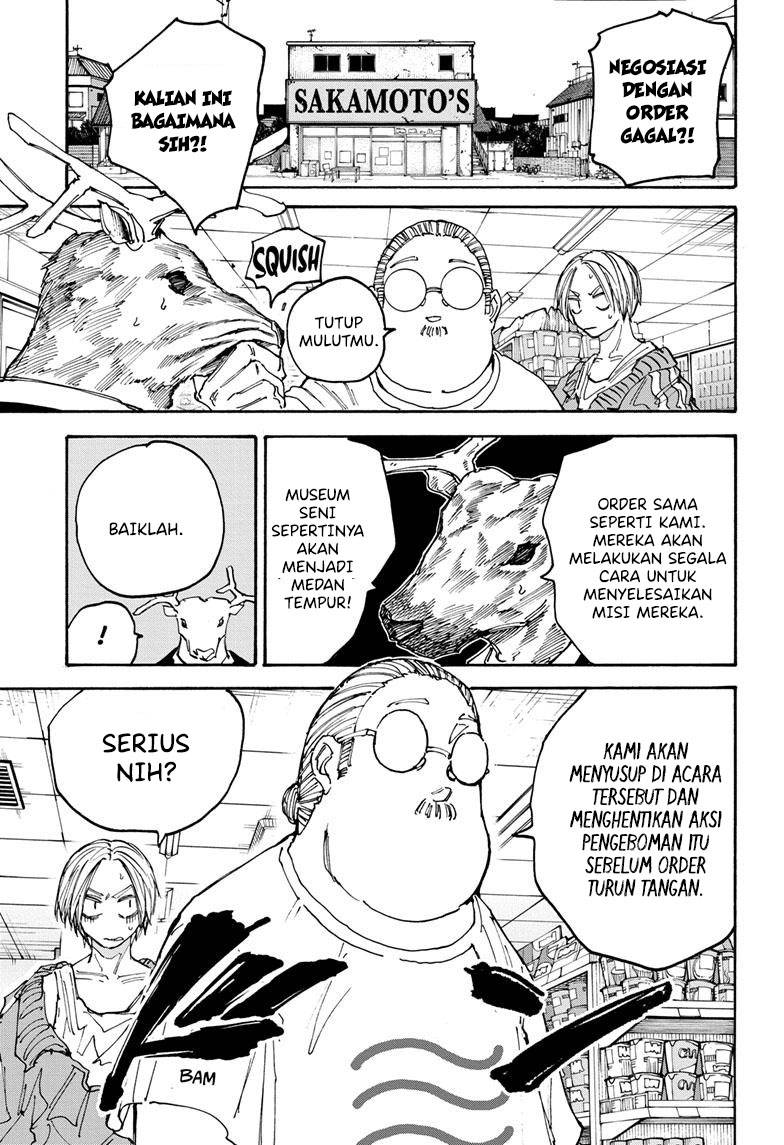 NEGOSIASI
DENGAN
ORDER
GAGAL?!
SAKAMOTO'S
KALIAN INI
BAGAIMANA
SIH?!
SQUISH
TUTUP
MULUTMU.
ORDER SAMA
SEPERTI KAMI.
MEREKA AKAN
MELAKUKAN SEGALA
CARA UNTUK
MENYELESAIKAN
MISI MEREKA.
MUSEUM
SENI
SEPERTINYA
AKAN
MENJADI
MEDAN
TEMPUR!
BAIKLAH.
!
KAMI AKAN
MENYUSUP DI ACARA
TERSEBUT DAN
MENGHENTIKAN AKSI
PENGEBOMAN ITU
SEBELUM ORDER
TURUN TANGAN.
SERIUS
NIH?
BAM